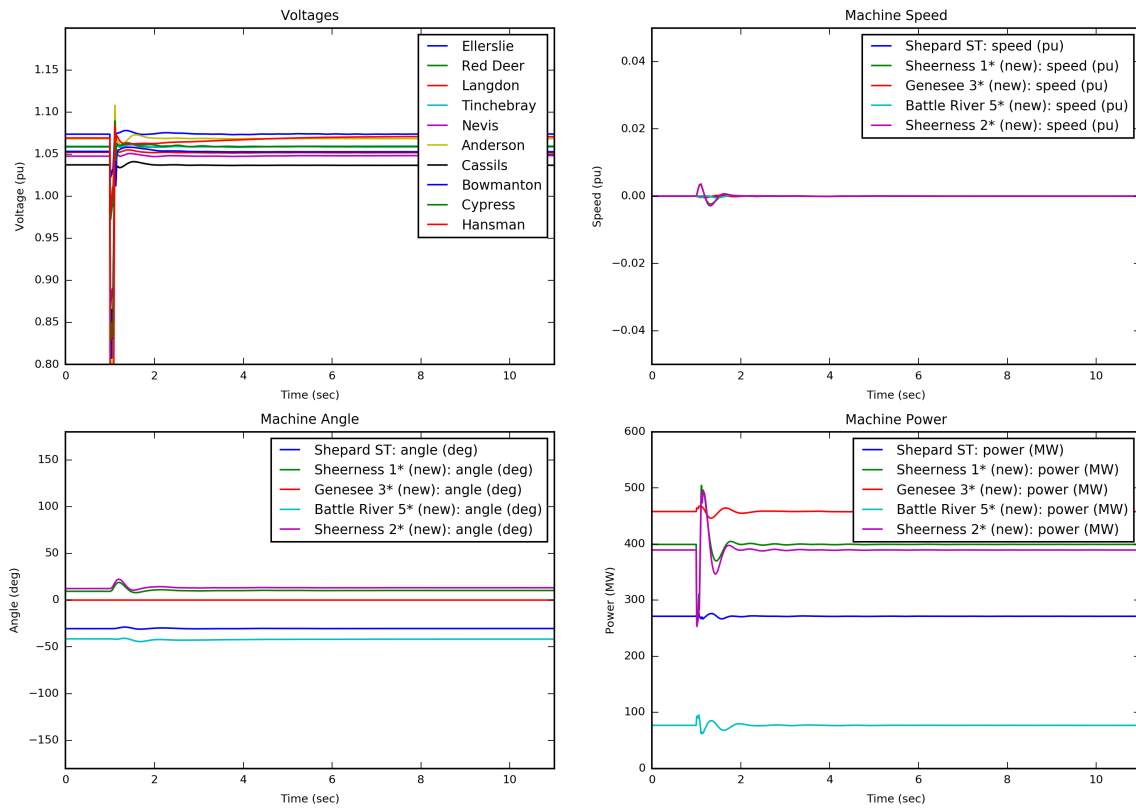 Voltages
Voltage (pu)
1.15
1.10
1.05
1.00
0.95
0.90
0.85
0.80
0 2 4 6 8 10
Time (sec)
Ellerslie
Red Deer
Langdon
Tinchebray
Nevis
Anderson
Cassils
Bowmanton
Cypress
Hansman
Machine Speed
Speed (pu)
0.04
0.02
0.00
−0.02
−0.04
0 2 4 6 8 10
Time (sec)
Shepard ST: speed (pu)
Sheerness 1* (new): speed (pu)
Genesee 3* (new): speed (pu)
Battle River 5* (new): speed (pu)
Sheerness 2* (new): speed (pu)
Machine Angle
Angle (deg)
150
100
50
0
−50
−100
−150
0 2 4 6 8 10
Time (sec)
Shepard ST: angle (deg)
Sheerness 1* (new): angle (deg)
Genesee 3* (new): angle (deg)
Battle River 5* (new): angle (deg)
Sheerness 2* (new): angle (deg)
Machine Power
Power (MW)
600
500
400
300
200
100
0
0 2 4 6 8 10
Time (sec)
Shepard ST: power (MW)
Sheerness 1* (new): power (MW)
Genesee 3* (new): power (MW)
Battle River 5* (new): power (MW)
Sheerness 2* (new): power (MW)